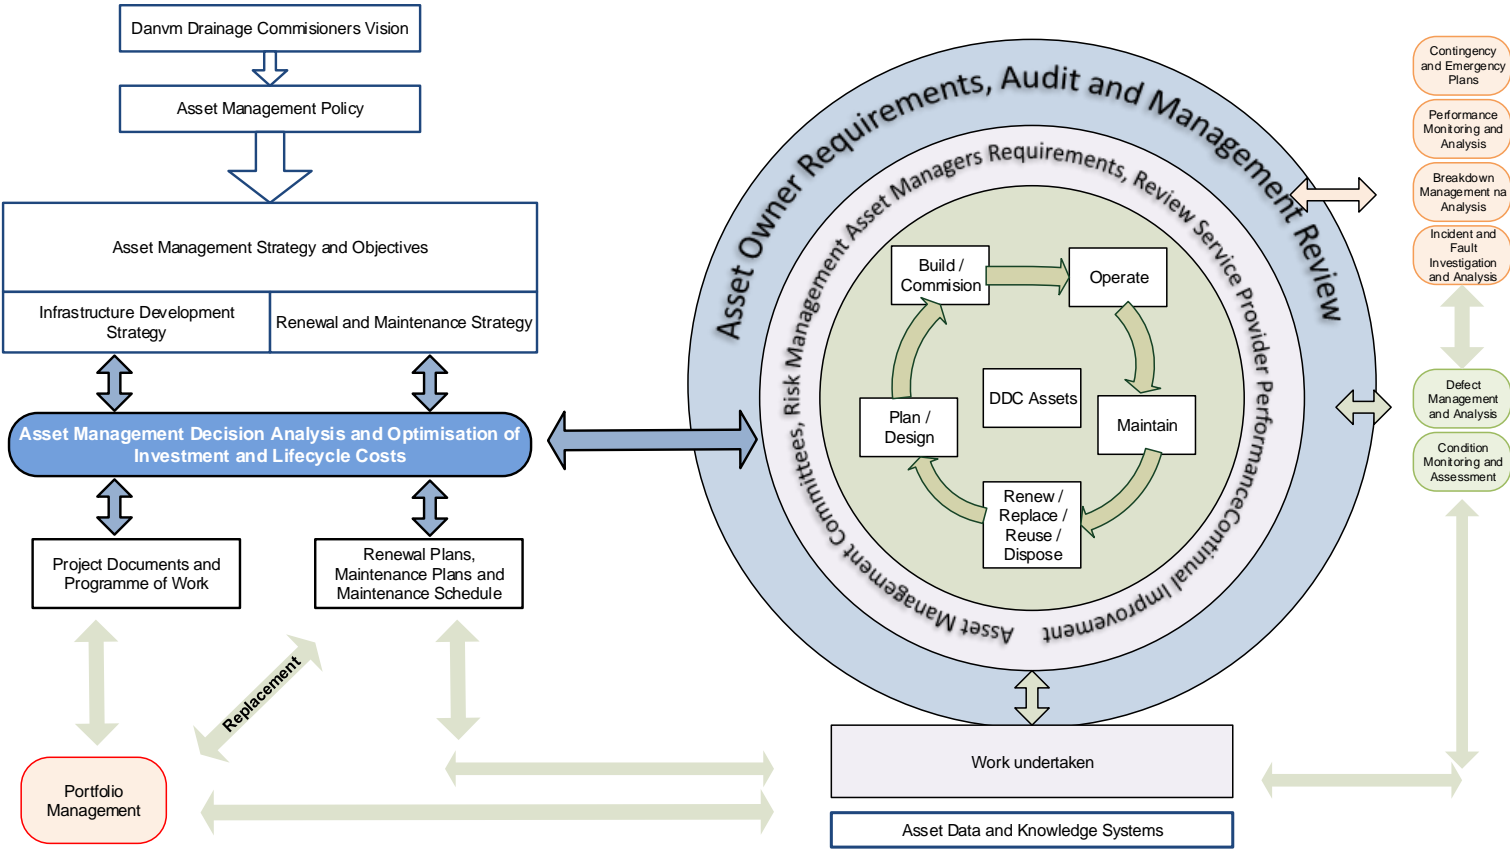 Danvm Drainage Commisioners Vision
Asset Management Policy
Asset Management Strategy and Objectives
Infrastructure Development
Strategy
Renewal and Maintenance Strategy
Asset Management Decision Analysis and Optimisation of
Investment and Lifecycle Costs
Project Documents and
Programme of Work
Renewal Plans,
Maintenance Plans and
Maintenance Schedule
Replacement
Portfolio
Management
Asset Owner Requirements, Audit and Management Review
Asset Management Committees, Risk Management Asset Managers Requirements, Review Service Provider PerformanceContinual Improvement
Build /
Commision
Operate
DDC Assets
Plan /
Design
Maintain
Renew /
Replace /
Reuse /
Dispose
Work undertaken
Asset Data and Knowledge Systems
Contingency
and Emergency
Plans
Performance
Monitoring and
Analysis
Breakdown
Management na
Analysis
Incident and
Fault
Investigation
and Analysis
Defect
Management
and Analysis
Condition
Monitoring and
Assessment